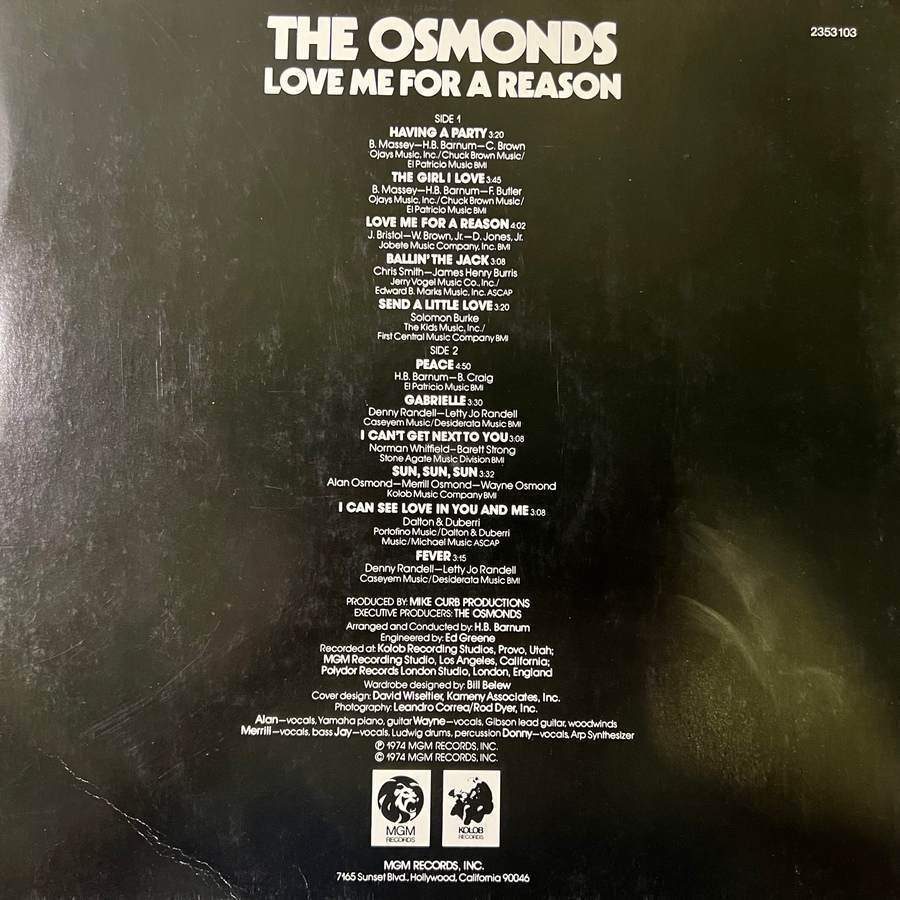 THE OSMONDS
2353103
LOVE ME FOR A REASON
SIDE 1
HAVING A PARTY 3:20
B. Massey—H.B. Barnum—C. Brown
Ojays Music, Inc./Chuck Brown Music/
El Patricio Music BMI
THE GIRL I LOVE 3:45
B. Massey—H.B. Barnum—F. Butler
Ojays Music, Inc./Chuck Brown Music/
El Patricio Music BMI
LOVE ME FOR A REASON 4:02
J. Bristol—W. Brown, Jr.—D. Jones, Jr.
Jobete Music Company, Inc. BMI
BALLIN' THE JACK 3:08
Chris Smith—James Henry Burris
Jerry Vogel Music Co., Inc./
Edward B. Marks Music, Inc. ASCAP
SEND A LITTLE LOVE 3:20
Solomon Burke
The Kids Music, Inc./
First Central Music Company BMI
SIDE 2
PEACE 4:50
H.B. Barnum—B. Craig
El Patricio Music BMI
GABRIELLE 3:30
Denny Randell—Letty Jo Randell
Caseyem Music/Desiderata Music BMI
I CAN'T GET NEXT TO YOU 3:08
Norman Whitfield—Barett Strong
Stone Agate Music Division BMI
SUN, SUN, SUN 3:32
Alan Osmond—Merrill Osmond—Wayne Osmond
Kolob Music Company BMI
I CAN SEE LOVE IN YOU AND ME 3:08
Dalton & Duberri
Portofino Music/Dalton & Duberri
Music/Michael Music ASCAP
FEVER 3:15
Denny Randell—Letty Jo Randell
Caseyem Music/Desiderata Music BMI
PRODUCED BY: MIKE CURB PRODUCTIONS
EXECUTIVE PRODUCERS: THE OSMONDS
Arranged and Conducted by: H.B. Barnum
Engineered by: Ed Greene
Recorded at: Kolob Recording Studios, Provo, Utah;
MGM Recording Studio, Los Angeles, California;
Polydor Records London Studio, London, England
Wardrobe designed by: Bill Belew
Cover design: David Wiseltier, Kameny Associates, Inc.
Photography: Leandro Correa/Rod Dyer, Inc.
Alan—vocals, Yamaha piano, guitar Wayne—vocals, Gibson lead guitar, woodwinds
Merrill—vocals, bass Jay—vocals, Ludwig drums, percussion Donny—vocals, Arp Synthesizer
℗ 1974 MGM RECORDS, INC.
© 1974 MGM RECORDS, INC.
MGM
RECORDS
KOLOB
RECORDS
MGM RECORDS, INC.
7165 Sunset Blvd., Hollywood, California 90046